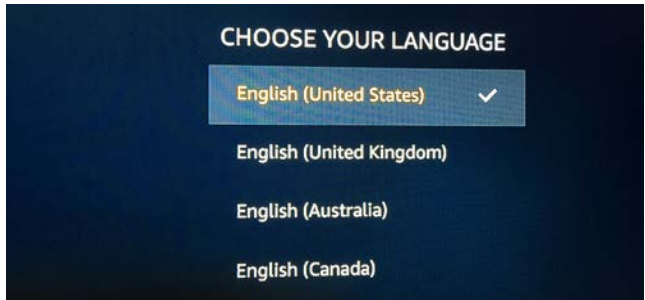 CHOOSE YOUR LANGUAGE
English (United States)
English (United Kingdom)
English (Australia)
English (Canada)